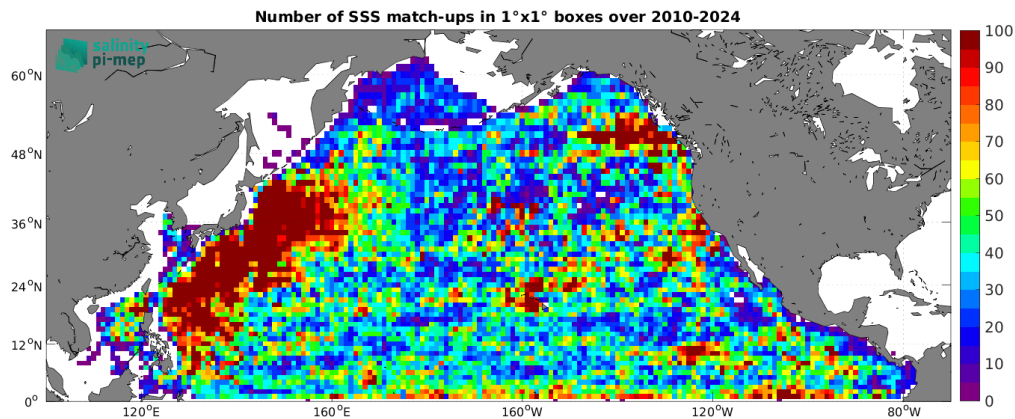 Number of SSS match-ups in 1°x1° boxes over 2010-2024
salinity
pi-mep
60°N
48°N
36°N
24°N
12°N
0°
120°E
160°E
160°W
120°W
80°W
100
90
80
70
60
50
40
30
20
10
0